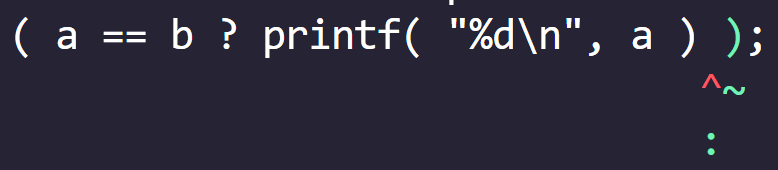 ( a == b ? printf( "%d\n", a ) );
^~
: